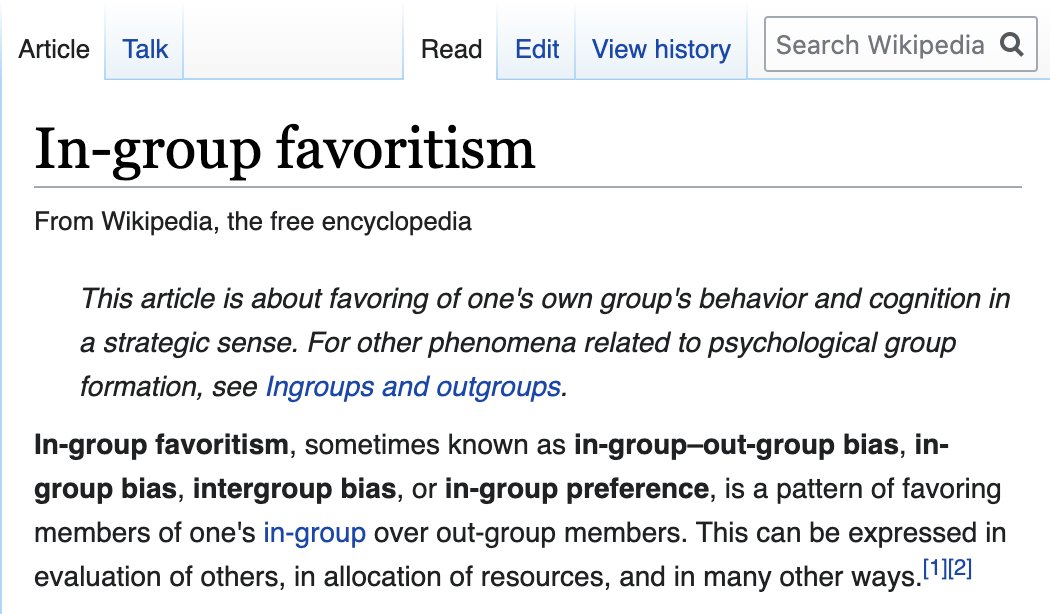 Article Talk Read Edit View history Search Wikipedia
In-group favoritism
From Wikipedia, the free encyclopedia
This article is about favoring of one's own group's behavior and cognition in
a strategic sense. For other phenomena related to psychological group
formation, see Ingroups and outgroups.
In-group favoritism, sometimes known as in-group–out-group bias, in-
group bias, intergroup bias, or in-group preference, is a pattern of favoring
members of one's in-group over out-group members. This can be expressed in
evaluation of others, in allocation of resources, and in many other ways.[1][2]